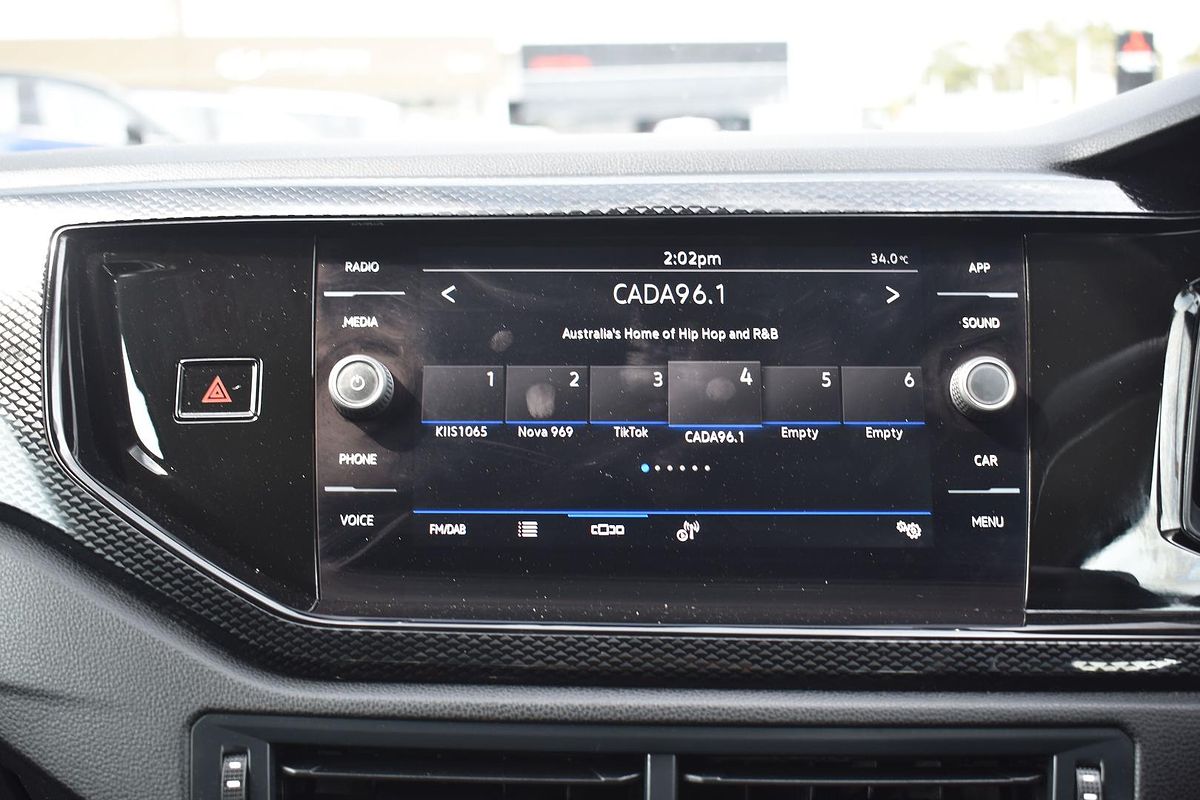 RADIO
MEDIA
PHONE
VOICE
2:02pm 34.0°C
< CADA96.1 >
Australia's Home of Hip Hop and R&B
1 2 3 4 5 6
KIIS1065 Nova 969 TikTok CADA96.1 Empty Empty
FM/DAB
APP
SOUND
CAR
MENU